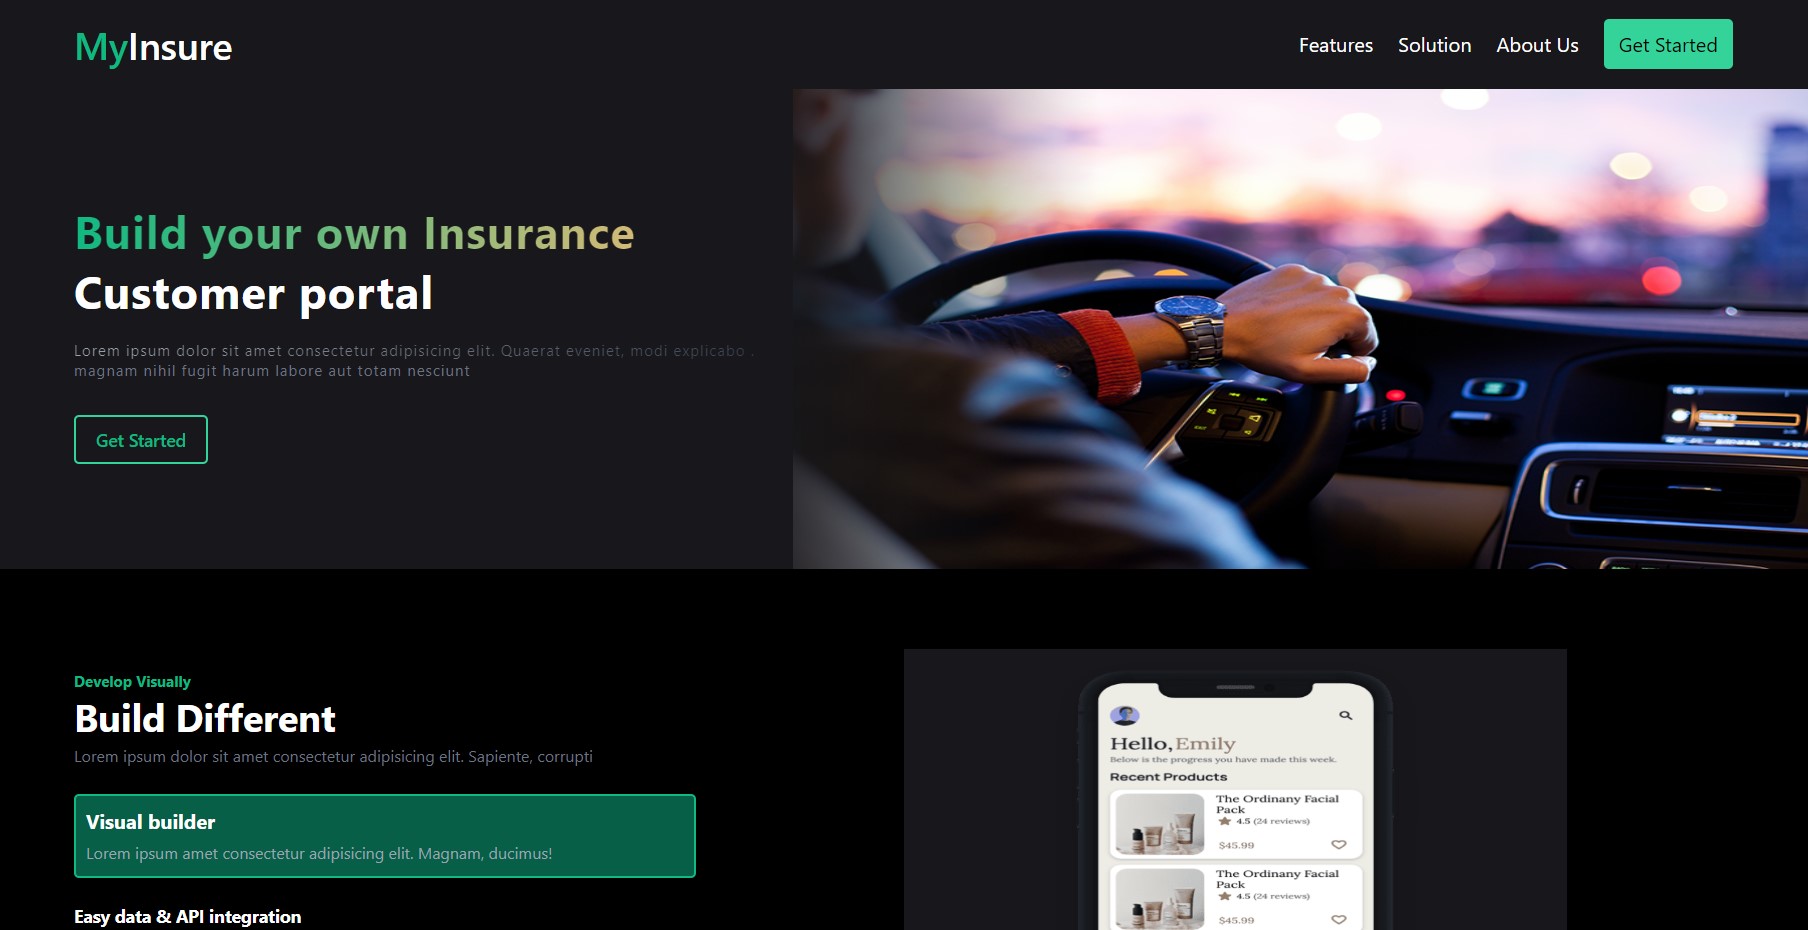 MyInsure
Features Solution About Us Get Started
Build your own Insurance
Customer portal
Lorem ipsum dolor sit amet consectetur adipisicing elit. Quaerat eveniet, modi explicabo .
magnam nihil fugit harum labore aut totam nesciunt
Get Started
Develop Visually
Build Different
Lorem ipsum dolor sit amet consectetur adipisicing elit. Sapiente, corrupti
Visual builder
Lorem ipsum amet consectetur adipisicing elit. Magnam, ducimus!
Easy data & API integration
Hello, Emily
Below is the progress you have made this week.
Recent Products
The Ordinany Facial
Pack
4.5 (24 reviews)
$45.99
The Ordinany Facial
Pack
4.5 (24 reviews)
$45.99